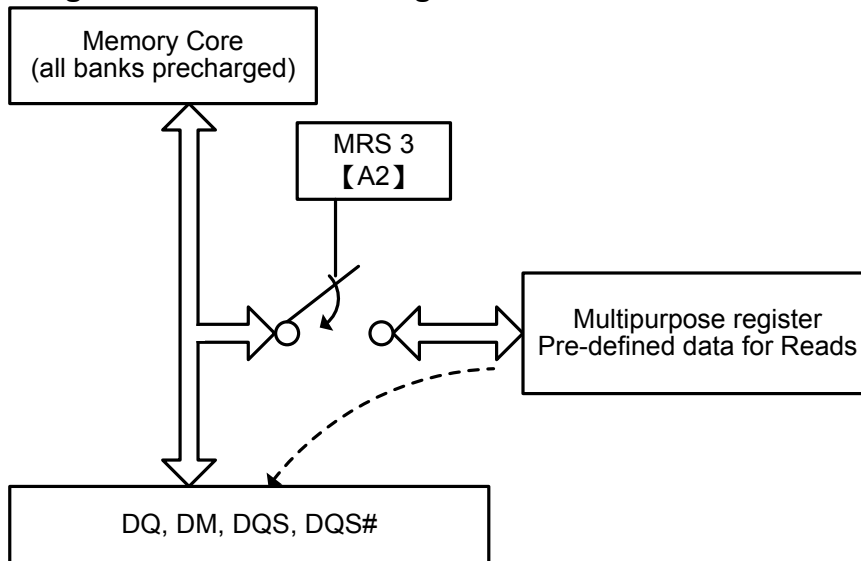 Memory Core
(all banks precharged)
MRS 3
【A2】
Multipurpose register
Pre-defined data for Reads
DQ, DM, DQS, DQS#